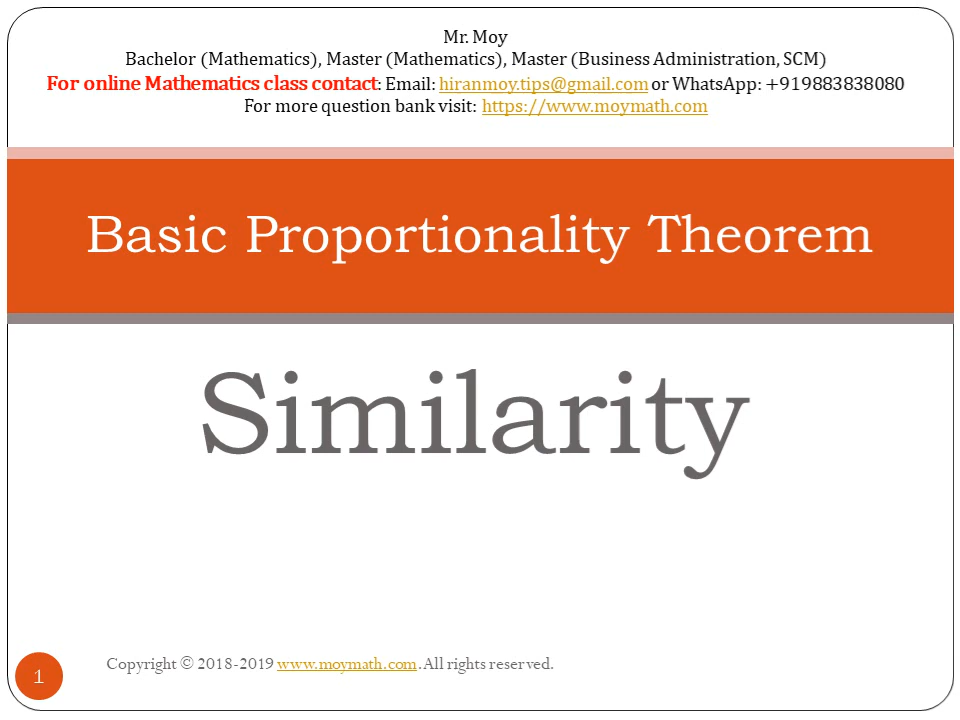 Mr. Moy
Bachelor (Mathematics), Master (Mathematics), Master (Business Administration, SCM)
For online Mathematics class contact: Email: hiranmoy.tips@gmail.com or WhatsApp: +919883838080
For more question bank visit: https://www.moymath.com
Basic Proportionality Theorem
Similarity
Copyright © 2018-2019 www.moymath.com. All rights reserved.
1